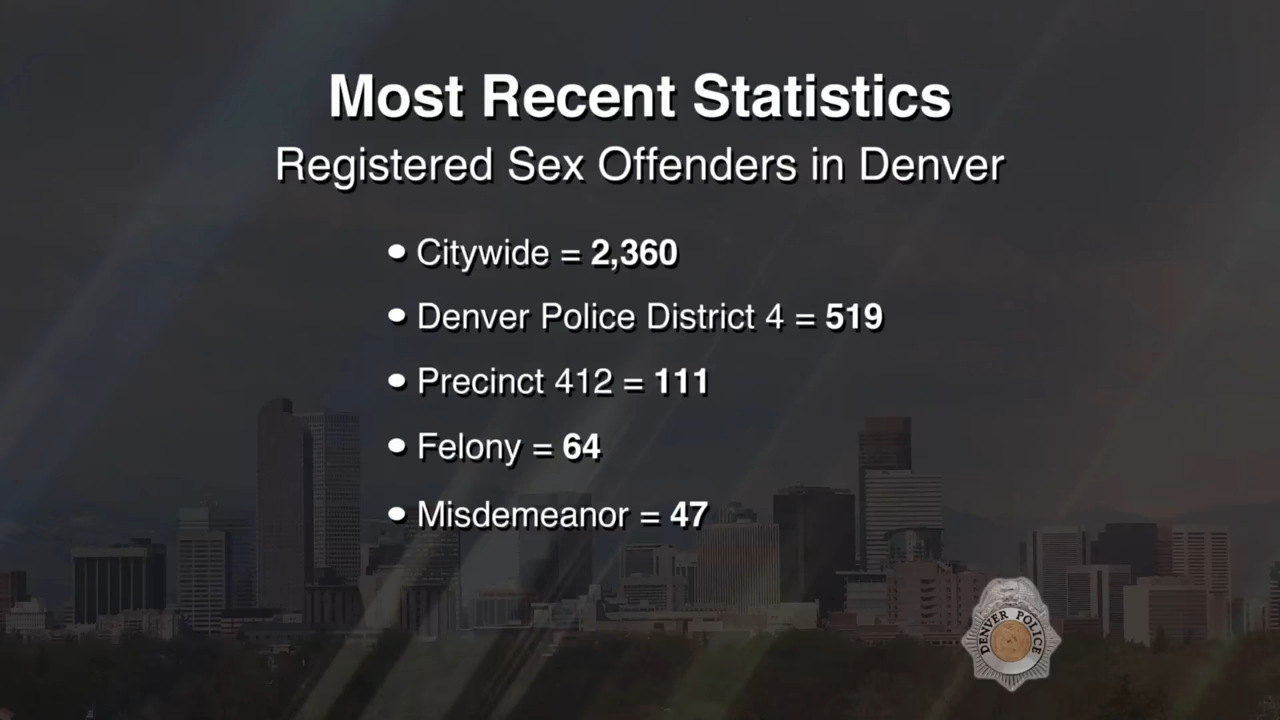 Most Recent Statistics
Registered Sex Offenders in Denver
• Citywide = 2,360
• Denver Police District 4 = 519
• Precinct 412 = 111
• Felony = 64
• Misdemeanor = 47
DENVER POLICE